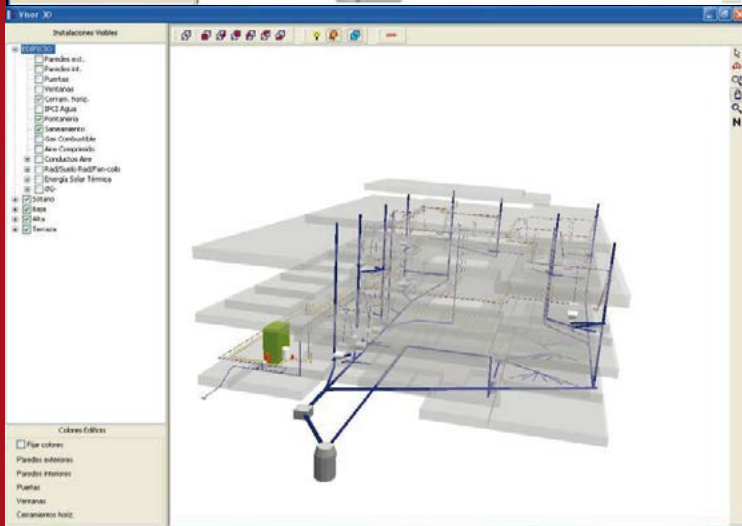 Visor 3D
Instalaciones Visibles
EDIFICIO
Paredes ext.
Paredes int.
Puertas
Ventanas
Cerram. horiz.
IPCI Agua
Fontanería
Saneamiento
Gas Combustible
Aire Comprimido
Conductos Aire
Rad/Suelo Rad/Fan-coils
Energía Solar Térmica
Sótano
Baja
Alta
Terraza
N
Colores Edificio
Fijar colores
Paredes exteriores
Paredes interiores
Puertas
Ventanas
Cerramientos horiz.